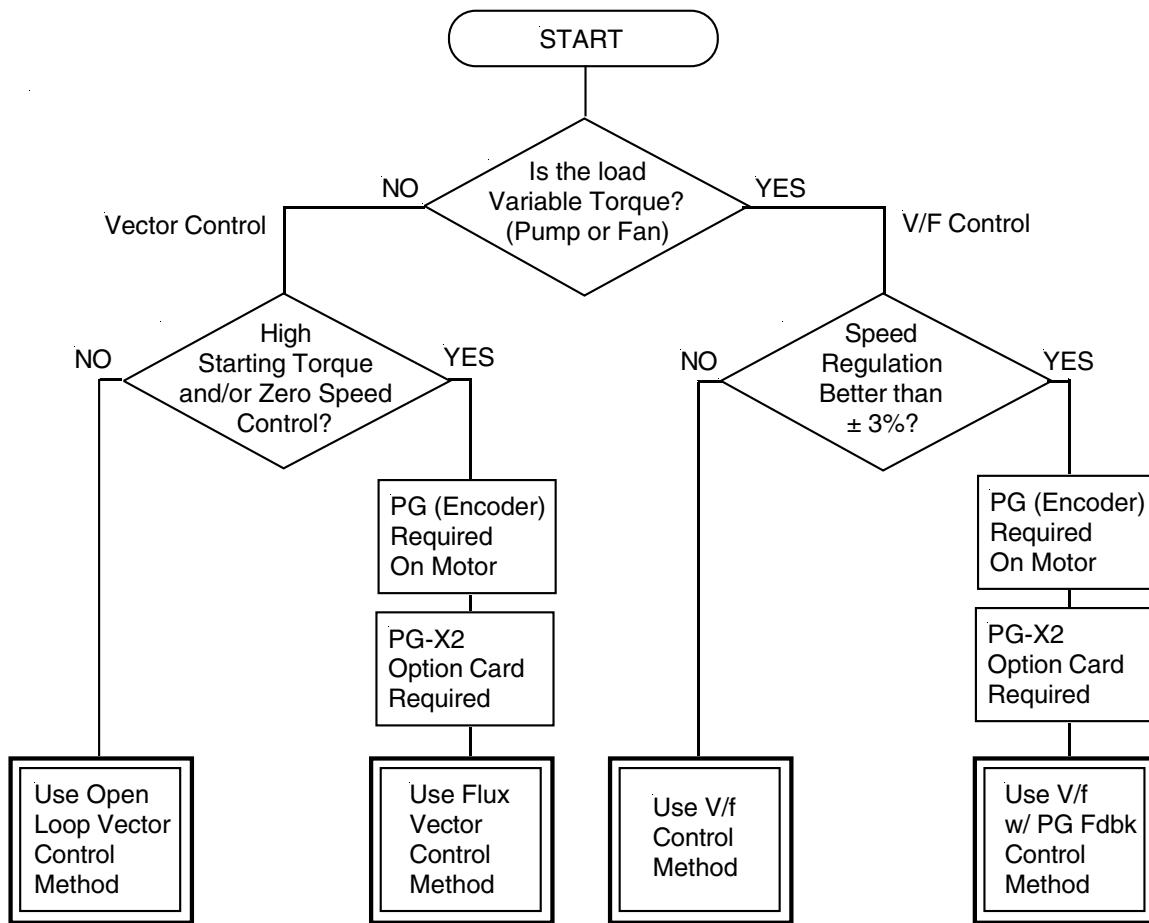 START
Is the load
Variable Torque?
(Pump or Fan)
NO
YES
Vector Control
V/F Control
High
Starting Torque
and/or Zero Speed
Control?
NO
YES
Speed
Regulation
Better than
± 3%?
NO
YES
PG (Encoder)
Required
On Motor
PG-X2
Option Card
Required
PG (Encoder)
Required
On Motor
PG-X2
Option Card
Required
Use Open
Loop Vector
Control
Method
Use Flux
Vector
Control
Method
Use V/f
Control
Method
Use V/f
w/ PG Fdbk
Control
Method